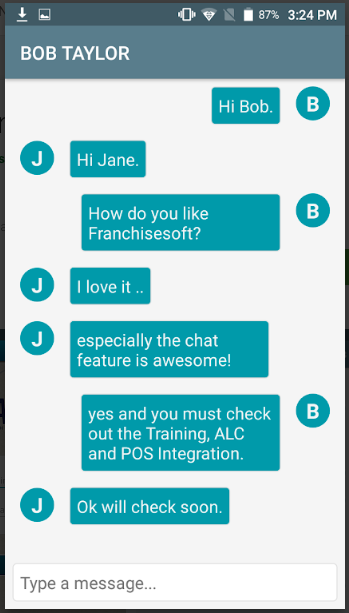 87% 3:24 PM
BOB TAYLOR
Hi Bob.
B
J
Hi Jane.
How do you like
Franchisesoft?
B
J
I love it ..
J
especially the chat
feature is awesome!
yes and you must check
out the Training, ALC
and POS Integration.
B
J
Ok will check soon.
Type a message...